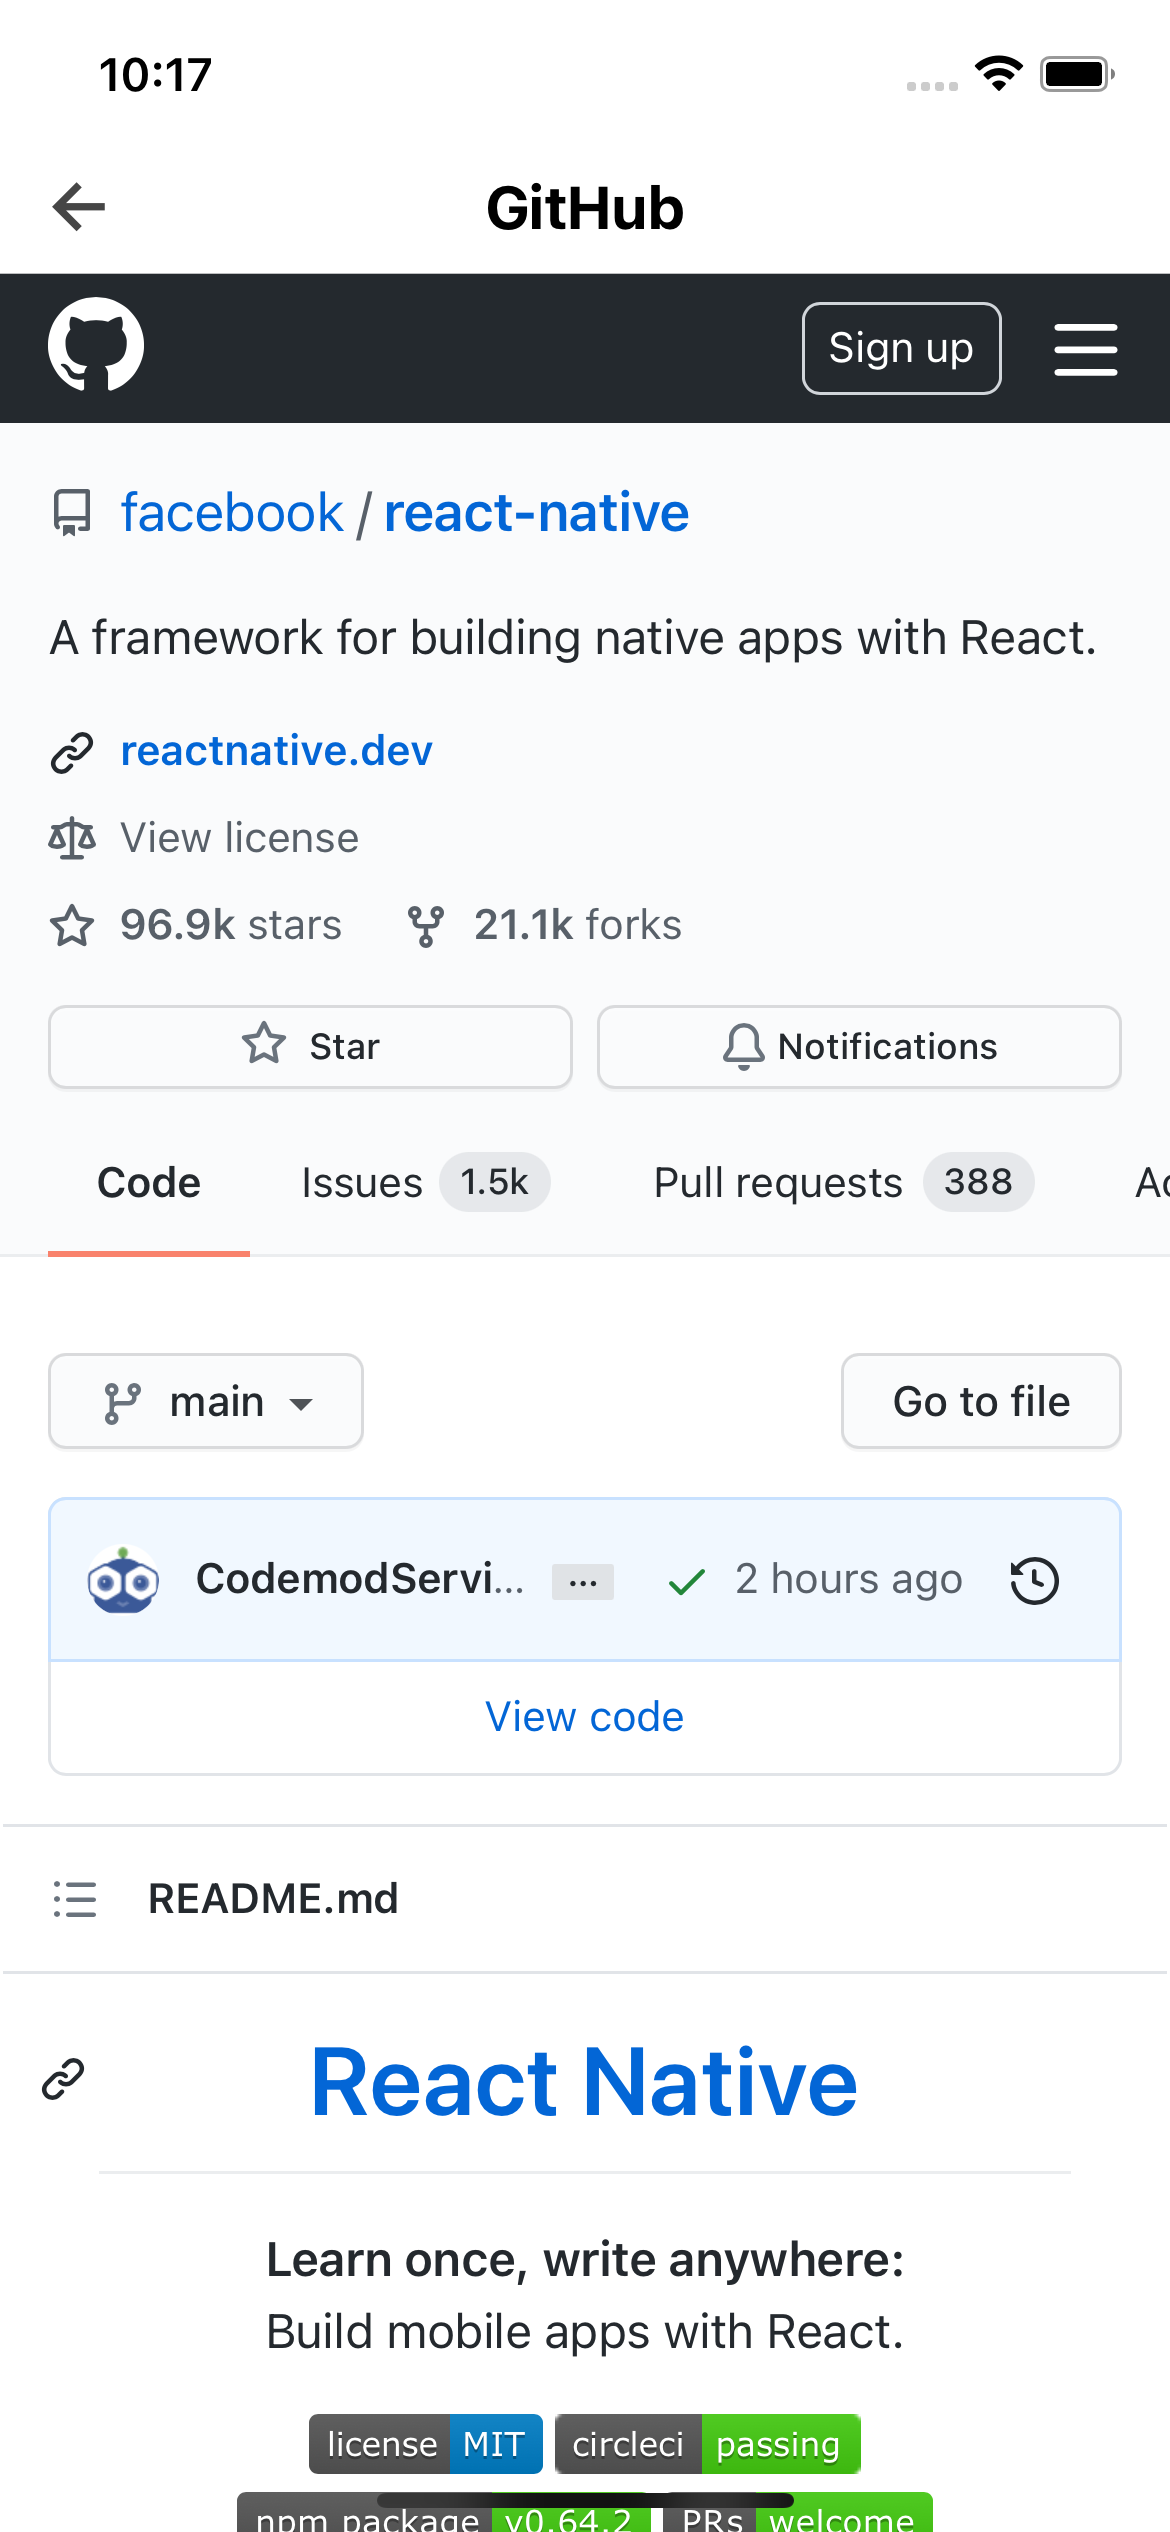 10:17
GitHub
Sign up
facebook / react-native
A framework for building native apps with React.
reactnative.dev
View license
96.9k stars 21.1k forks
Star Notifications
Code Issues 1.5k Pull requests 388 Ac
main Go to file
CodemodServi... ... 2 hours ago
View code
README.md
React Native
Learn once, write anywhere:
Build mobile apps with React.
license MIT circleci passing
npm package v0.64.2 PRs welcome